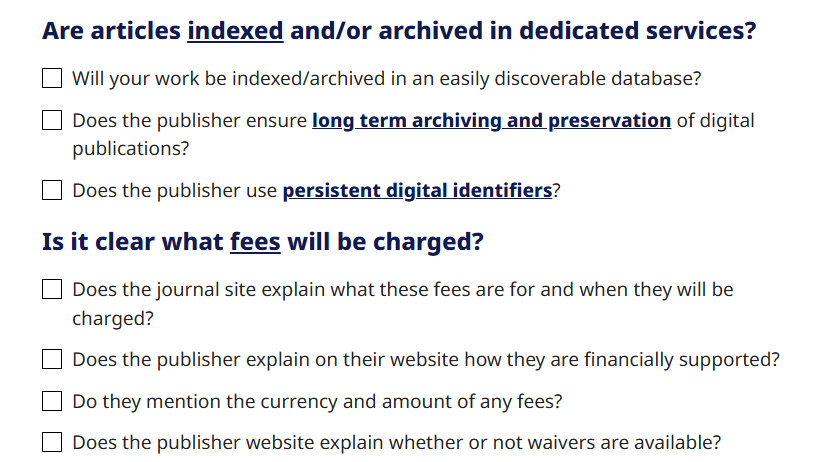 Are articles indexed and/or archived in dedicated services?
Will your work be indexed/archived in an easily discoverable database?
Does the publisher ensure long term archiving and preservation of digital
publications?
Does the publisher use persistent digital identifiers?
Is it clear what fees will be charged?
Does the journal site explain what these fees are for and when they will be
charged?
Does the publisher explain on their website how they are financially supported?
Do they mention the currency and amount of any fees?
Does the publisher website explain whether or not waivers are available?